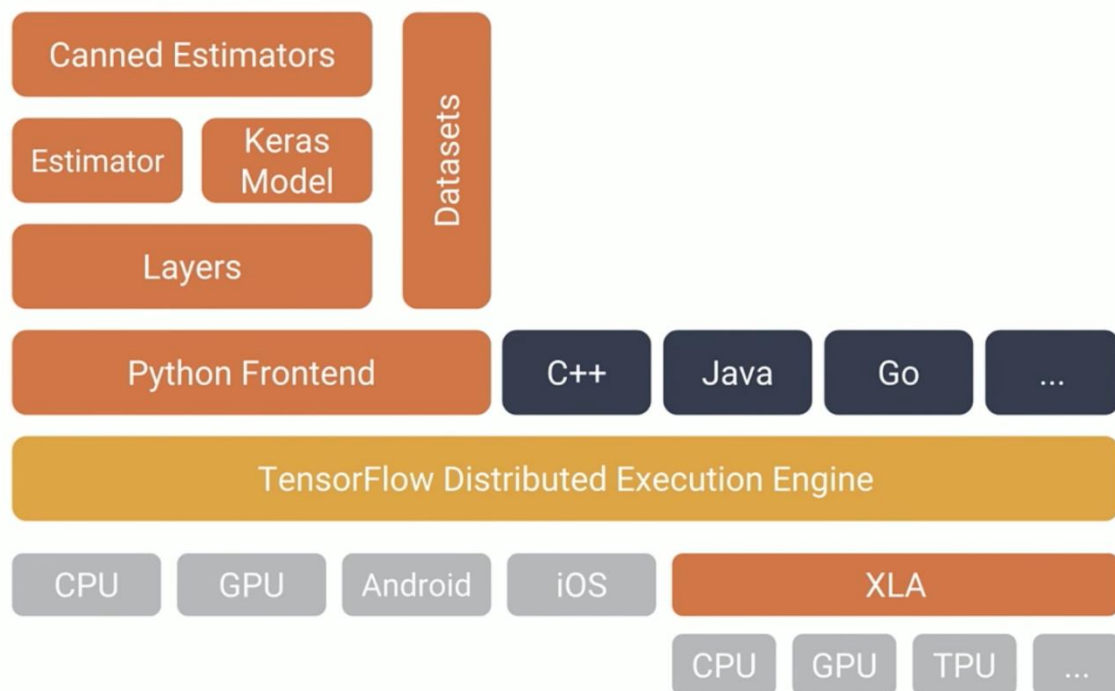 Canned Estimators
Datasets
Estimator
Keras
Model
Layers
Python Frontend
C++
Java
Go
...
TensorFlow Distributed Execution Engine
CPU
GPU
Android
iOS
XLA
CPU
GPU
TPU
...